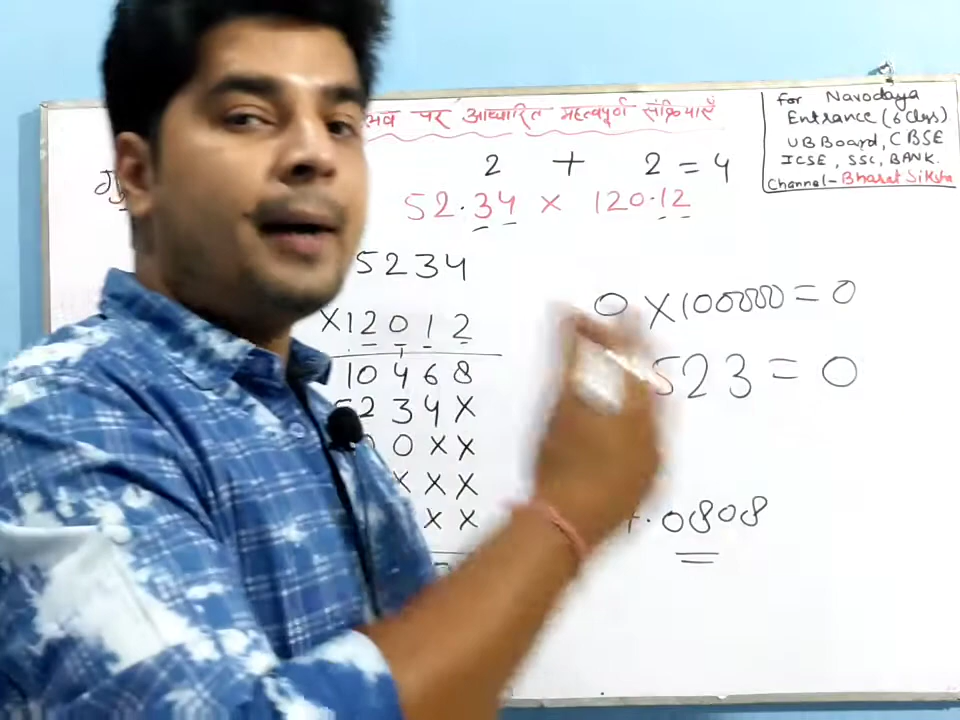 पर आधारित महत्वपूर्ण संक्रियाएँ
for Navodaya
Entrance (6 Class)
UB Board, CBSE
ICSE, SSC, BANK.
Channel- Bharat Siksha
2 + 2 = 4
52.34 × 120.12
5234
×12012
10468
5234×
0××
×××
××
0 × 100000 = 0
523 = 0
.0808